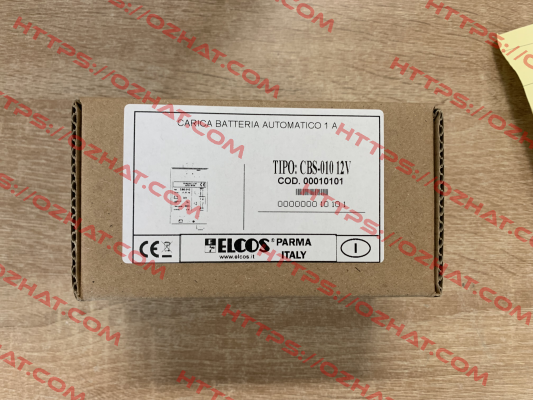 CARICA BATTERIA AUTOMATICO 1 A
TIPO: CBS-010 12V
COD. 00010101
0000000 10 10 1
CE
ELCOS PARMA
www.elcos.it ITALY
I
HTTPS://OZHAT.COM